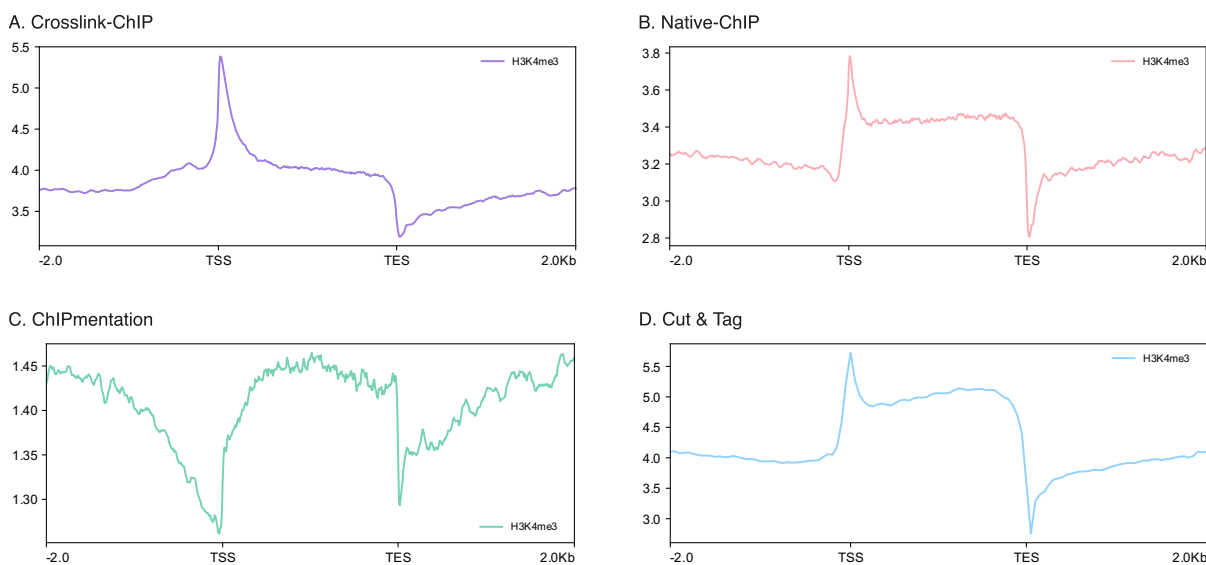 A. Crosslink-ChIP
5.5
5.0
4.5
4.0
3.5
H3K4me3
-2.0 TSS TES 2.0Kb
B. Native-ChIP
3.8
3.6
3.4
3.2
3.0
2.8
H3K4me3
-2.0 TSS TES 2.0Kb
C. ChIPmentation
1.45
1.40
1.35
1.30
H3K4me3
-2.0 TSS TES 2.0Kb
D. Cut & Tag
5.5
5.0
4.5
4.0
3.5
3.0
H3K4me3
-2.0 TSS TES 2.0Kb